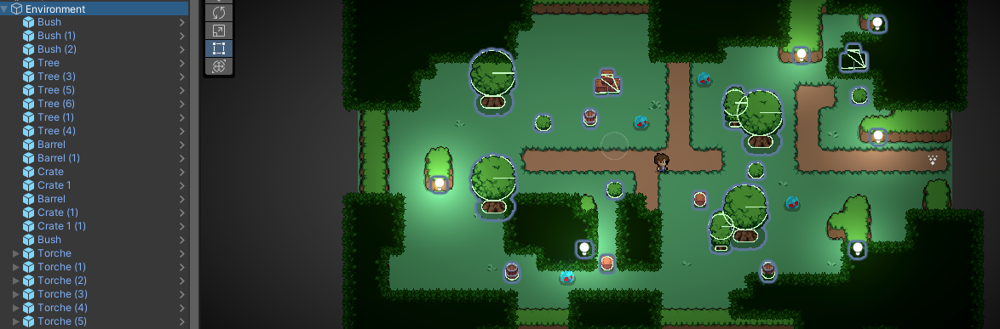 Environment
Bush
Bush (1)
Bush (2)
Tree
Tree (3)
Tree (5)
Tree (6)
Tree (1)
Tree (4)
Barrel
Barrel (1)
Crate
Crate 1
Barrel
Crate (1)
Crate 1 (1)
Bush
Torche
Torche (1)
Torche (2)
Torche (3)
Torche (4)
Torche (5)